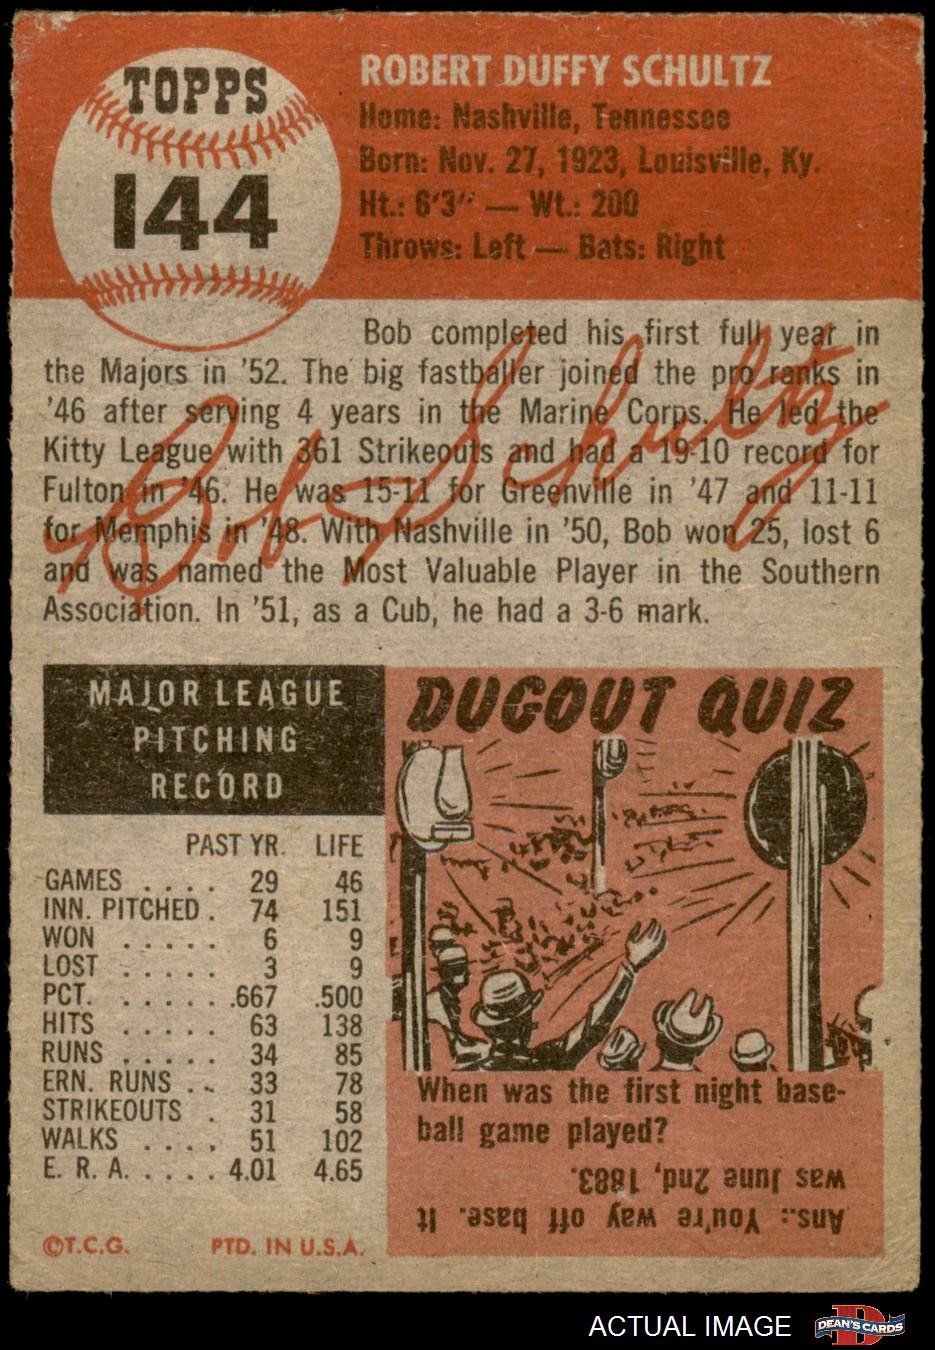 TOPPS
144
ROBERT DUFFY SCHULTZ
Home: Nashville, Tennessee
Born: Nov. 27, 1923, Louisville, Ky.
Ht.: 6'3" — Wt.: 200
Throws: Left — Bats: Right
Bob completed his first full year in
the Majors in '52. The big fastballer joined the pro ranks in
'46 after serving 4 years in the Marine Corps. He led the
Kitty League with 361 Strikeouts and had a 19-10 record for
Fulton in '46. He was 15-11 for Greenville in '47 and 11-11
for Memphis in '48. With Nashville in '50, Bob won 25, lost 6
and was named the Most Valuable Player in the Southern
Association. In '51, as a Cub, he had a 3-6 mark.
Bob Schultz
MAJOR LEAGUE
PITCHING
RECORD
PAST YR. LIFE
GAMES .... 29 46
INN. PITCHED . 74 151
WON ..... 6 9
LOST ..... 3 9
PCT. ...... .667 .500
HITS ..... 63 138
RUNS ..... 34 85
ERN. RUNS .. 33 78
STRIKEOUTS . 31 58
WALKS .... 51 102
E. R. A. ..... 4.01 4.65
©T.C.G. PTD. IN U.S.A.
DUGOUT QUIZ
When was the first night base-
ball game played?
Ans.: You're way off base. It
was June 2nd, 1883.
ACTUAL IMAGE
D
DEAN'S CARDS